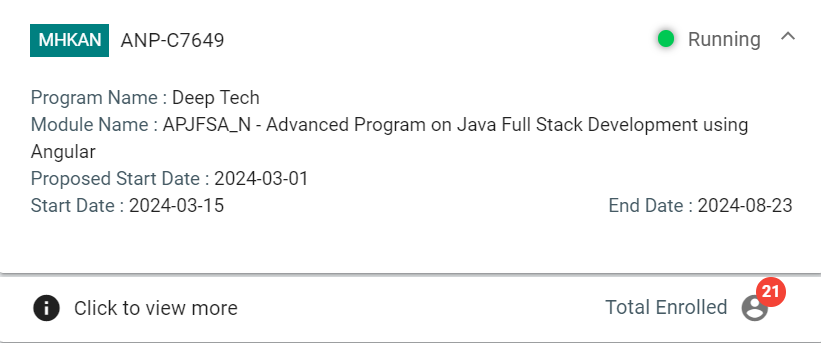 MHKAN ANP-C7649 Running
Program Name : Deep Tech
Module Name : APJFSA_N - Advanced Program on Java Full Stack Development using
Angular
Proposed Start Date : 2024-03-01
Start Date : 2024-03-15 End Date : 2024-08-23
Click to view more Total Enrolled 21